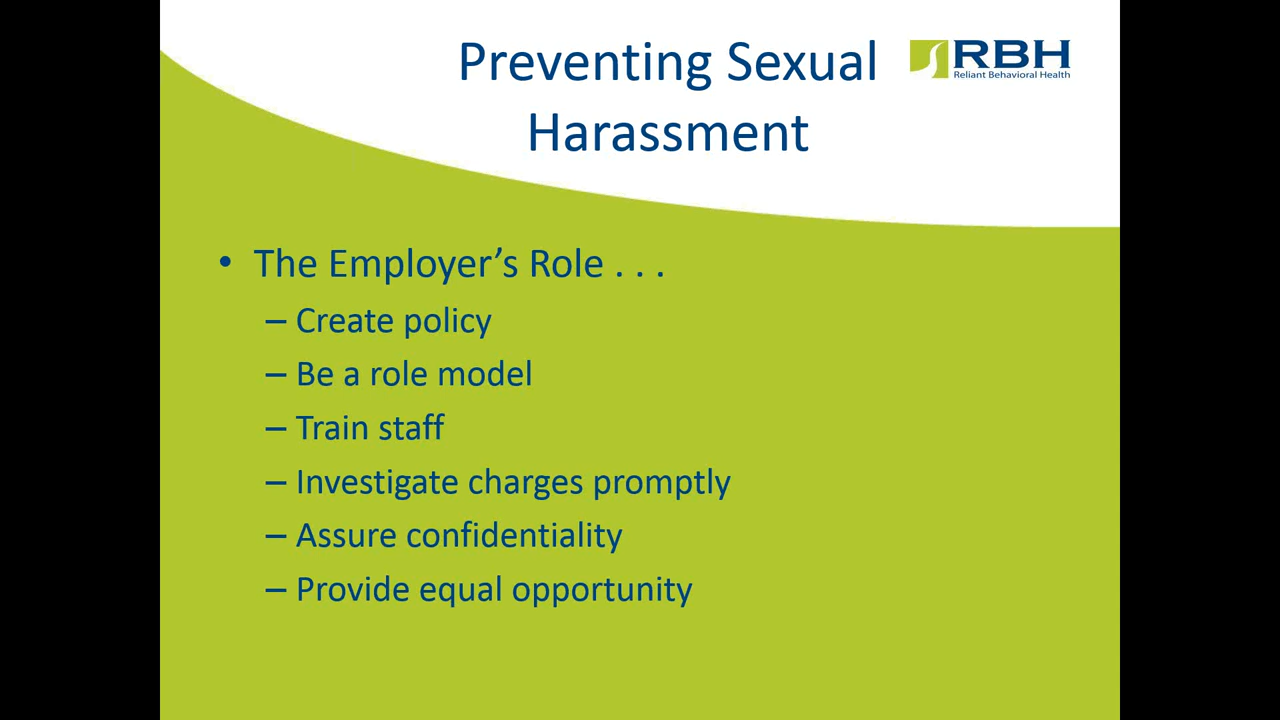 Preventing Sexual
Harassment
RBH
Reliant Behavioral Health
• The Employer’s Role . . .
– Create policy
– Be a role model
– Train staff
– Investigate charges promptly
– Assure confidentiality
– Provide equal opportunity